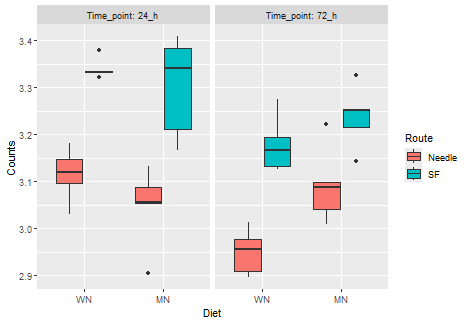 Time_point: 24_h
Time_point: 72_h
3.4
3.3
3.2
3.1
3.0
2.9
Counts
WN
MN
WN
MN
Diet
Route
Needle
SF